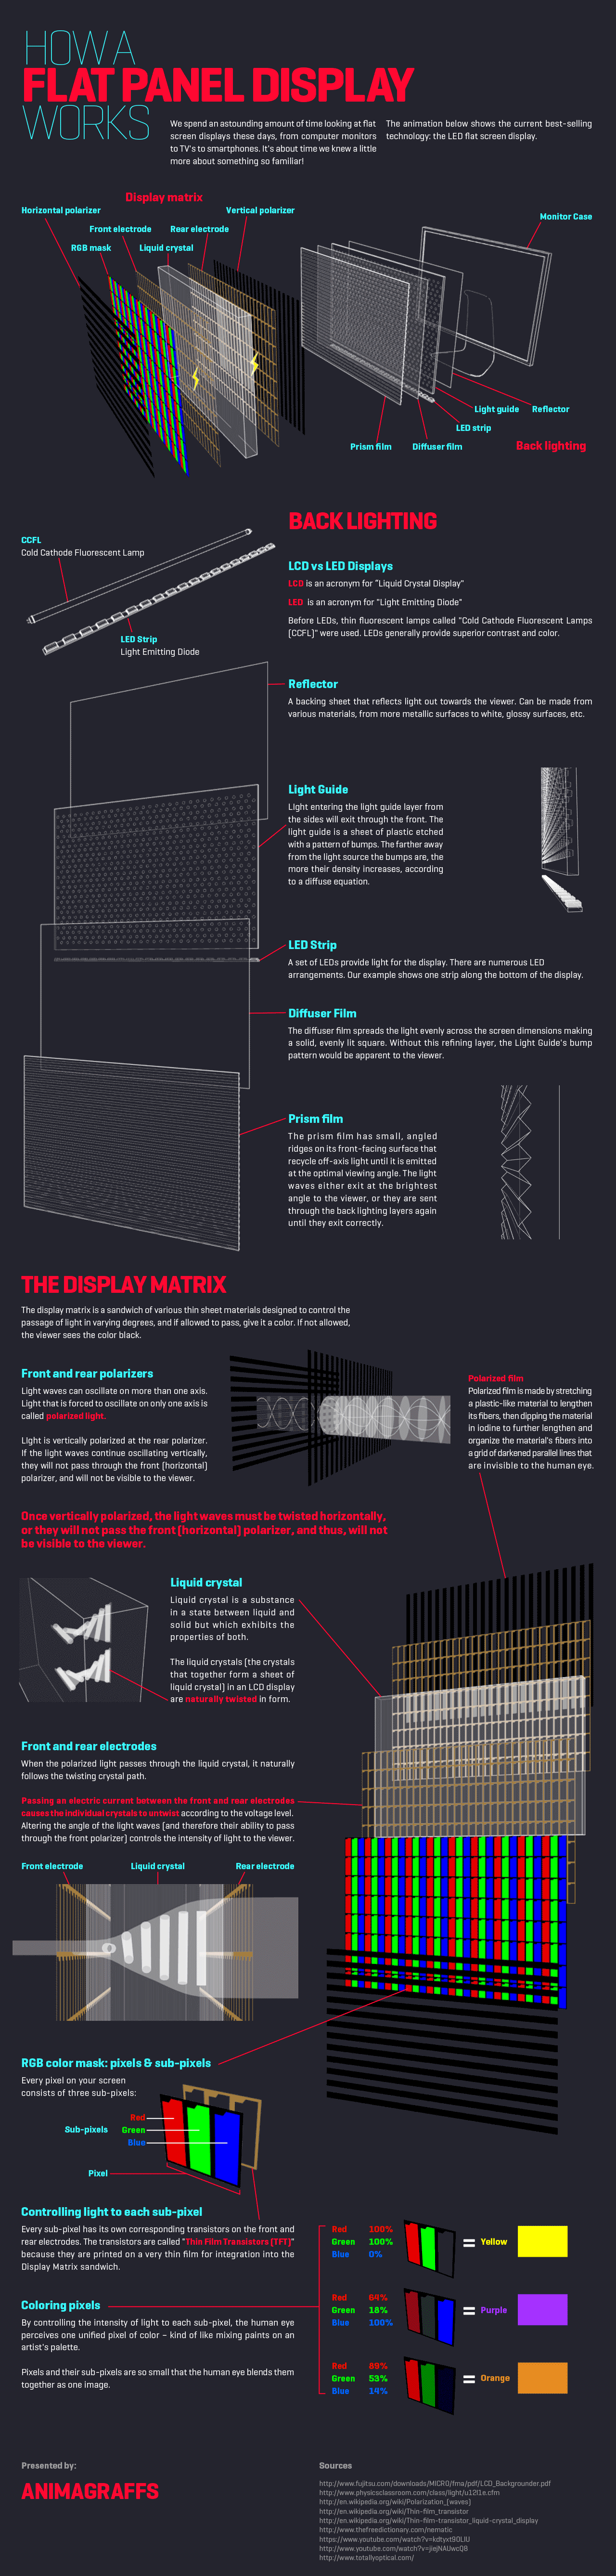 HOW A
FLAT PANEL DISPLAY
WORKS
We spend an astounding amount of time looking at flat
screen displays these days, from computer monitors
to TV's to smartphones. It's about time we knew a little
more about something so familiar!
The animation below shows the current best-selling
technology: the LED flat screen display.
Display matrix
Horizontal polarizer
Vertical polarizer
Monitor Case
Front electrode
Rear electrode
RGB mask
Liquid crystal
Light guide
Reflector
LED strip
Prism film
Diffuser film
Back lighting
BACK LIGHTING
CCFL
Cold Cathode Fluorescent Lamp
LED Strip
Light Emitting Diode
LCD vs LED Displays
LCD is an acronym for "Liquid Crystal Display"
LED is an acronym for "Light Emitting Diode"
Before LEDs, thin fluorescent lamps called "Cold Cathode Fluorescent Lamps
(CCFL)" were used. LEDs generally provide superior contrast and color.
Reflector
A backing sheet that reflects light out towards the viewer. Can be made from
various materials, from more metallic surfaces to white, glossy surfaces, etc.
Light Guide
LIght entering the light guide layer from
the sides will exit through the front. The
light guide is a sheet of plastic etched
with a pattern of bumps. The farther away
from the light source the bumps are, the
more their density increases, according
to a diffuse equation.
LED Strip
A set of LEDs provide light for the display. There are numerous LED
arrangements. Our example shows one strip along the bottom of the display.
Diffuser Film
The diffuser film spreads the light evenly across the screen dimensions making
a solid, evenly lit square. Without this refining layer, the Light Guide's bump
pattern would be apparent to the viewer.
Prism film
The prism film has small, angled
ridges on its front-facing surface that
recycle off-axis light until it is emitted
at the optimal viewing angle. The light
waves either exit at the brightest
angle to the viewer, or they are sent
through the back lighting layers again
until they exit correctly.
THE DISPLAY MATRIX
The display matrix is a sandwich of various thin sheet materials designed to control the
passage of light in varying degrees, and if allowed to pass, give it a color. If not allowed,
the viewer sees the color black.
Front and rear polarizers
Light waves can oscillate on more than one axis.
Light that is forced to oscillate on only one axis is
called polarized light.
LIght is vertically polarized at the rear polarizer.
If the light waves continue oscillating vertically,
they will not pass through the front (horizontal)
polarizer, and will not be visible to the viewer.
Polarized film
Polarized film is made by stretching
a plastic-like material to lengthen
its fibers, then dipping the material
in iodine to further lengthen and
organize the material's fibers into
a grid of darkened parallel lines that
are invisible to the human eye.
Once vertically polarized, the light waves must be twisted horizontally,
or they will not pass the front (horizontal) polarizer, and thus, will not
be visible to the viewer.
Liquid crystal
Liquid crystal is a substance
in a state between liquid and
solid but which exhibits the
properties of both.
The liquid crystals (the crystals
that together form a sheet of
liquid crystal) in an LCD display
are naturally twisted in form.
Front and rear electrodes
When the polarized light passes through the liquid crystal, it naturally
follows the twisting crystal path.
Passing an electric current between the front and rear electrodes
causes the individual crystals to untwist according to the voltage level.
Altering the angle of the light waves (and therefore their ability to pass
through the front polarizer) controls the intensity of light to the viewer.
Front electrode
Liquid crystal
Rear electrode
RGB color mask: pixels & sub-pixels
Every pixel on your screen
consists of three sub-pixels:
Red
Sub-pixels
Green
Blue
Pixel
Controlling light to each sub-pixel
Every sub-pixel has its own corresponding transistors on the front and
rear electrodes. The transistors are called "Thin Film Transistors (TFT)"
because they are printed on a very thin film for integration into the
Display Matrix sandwich.
Coloring pixels
By controlling the intensity of light to each sub-pixel, the human eye
perceives one unified pixel of color – kind of like mixing paints on an
artist's palette.
Pixels and their sub-pixels are so small that the human eye blends them
together as one image.
Red 100%
Green 100%
Blue 0%
= Yellow
Red 64%
Green 18%
Blue 100%
= Purple
Red 89%
Green 53%
Blue 14%
= Orange
Presented by:
ANIMAGRAFFS
Sources
http://www.fujitsu.com/downloads/MICRO/fma/pdf/LCD_Backgrounder.pdf
http://www.physicsclassroom.com/class/light/u12l1e.cfm
http://en.wikipedia.org/wiki/Polarization_(waves)
http://en.wikipedia.org/wiki/Thin-film_transistor
http://en.wikipedia.org/wiki/Thin-film-transistor_liquid-crystal_display
http://www.thefreedictionary.com/nematic
http://www.totallyoptical.com/